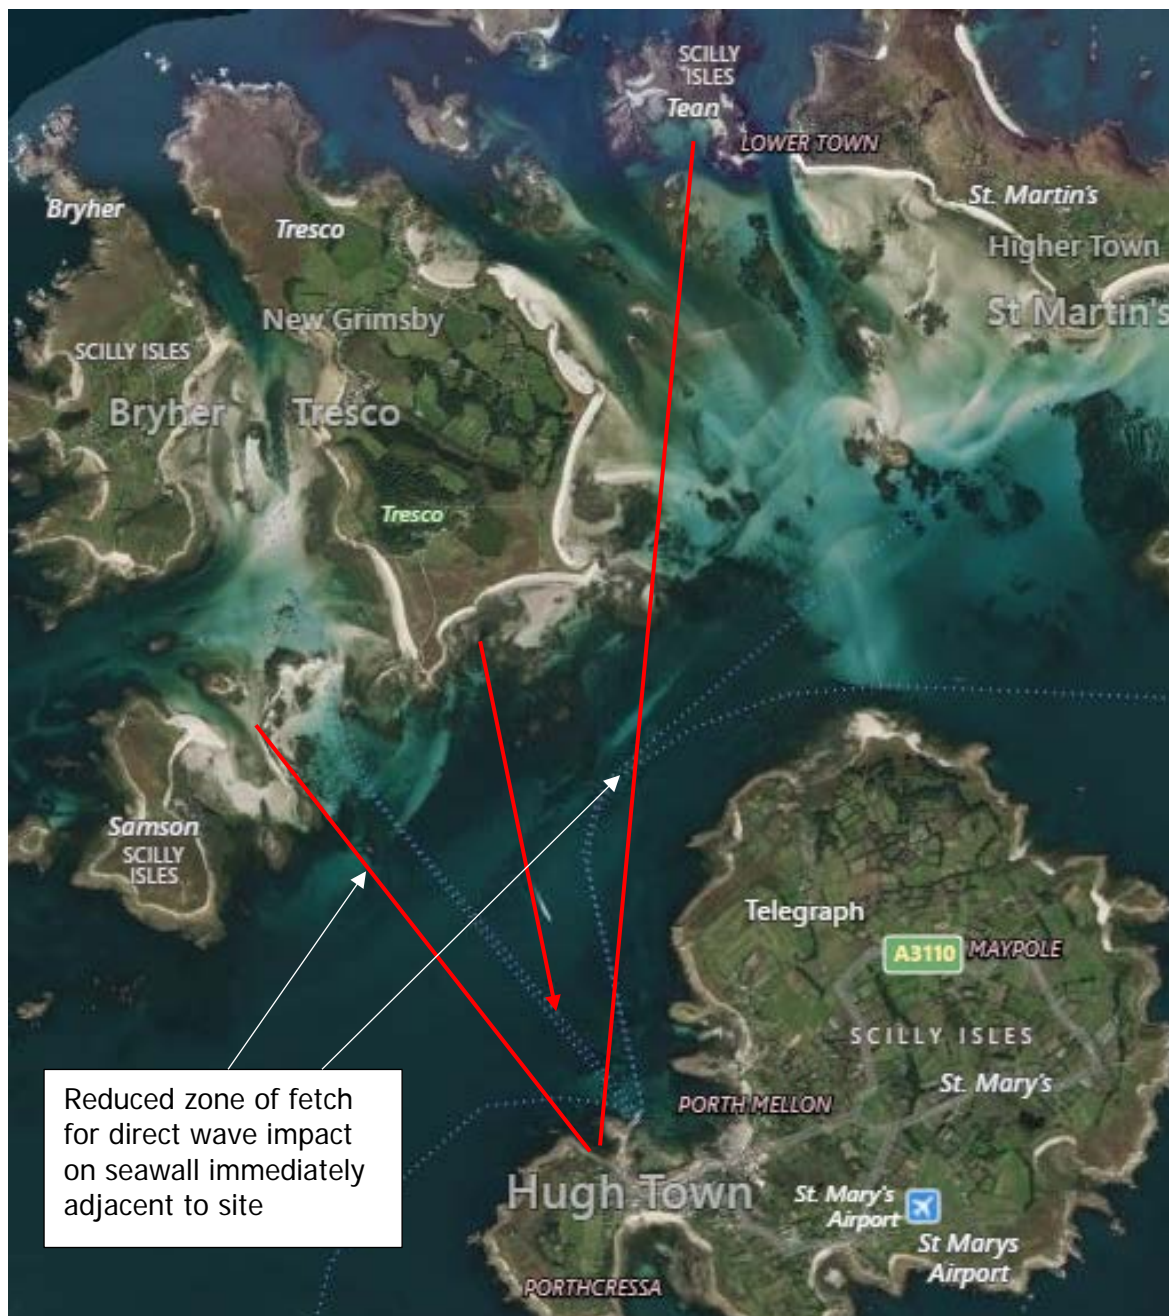 SCILLY
ISLES
Tean
LOWER TOWN
Bryher
Tresco
St. Martin's
Higher Town
St Martin's
New Grimsby
SCILLY ISLES
Bryher
Tresco
Tresco
Samson
SCILLY
ISLES
Telegraph
A3110
MAYPOLE
SCILLY ISLES
St. Mary's
PORTH MELLON
Hugh Town
St. Mary's
Airport
St Marys
Airport
PORTHCRESSA
Reduced zone of fetch
for direct wave impact
on seawall immediately
adjacent to site